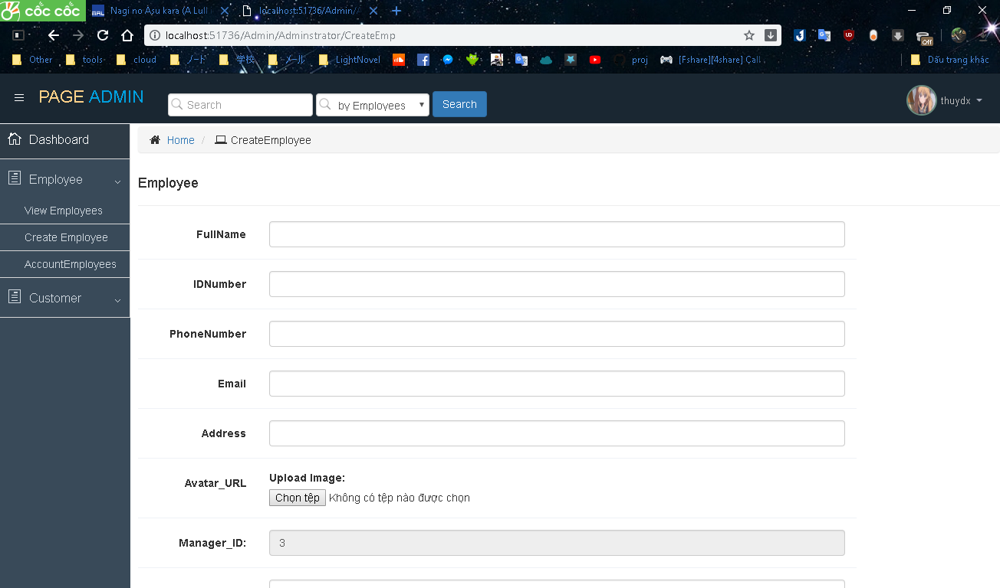 cốc cốc
MAL Nagi no Asu kara (A Lull
localhost:51736/Admin/
localhost:51736/Admin/Adminstrator/CreateEmp
Off
Other
tools
cloud
ノート
学校
メール
LightNovel
proj
[Fshare][4share] Call
Dấu trang khác
PAGE ADMIN
Search
by Employees
Search
thuydx
Dashboard
Home / CreateEmployee
Employee
View Employees
Create Employee
AccountEmployees
Customer
Employee
FullName
IDNumber
PhoneNumber
Email
Address
Avatar_URL
Upload Image:
Chọn tệp Không có tệp nào được chọn
Manager_ID:
3